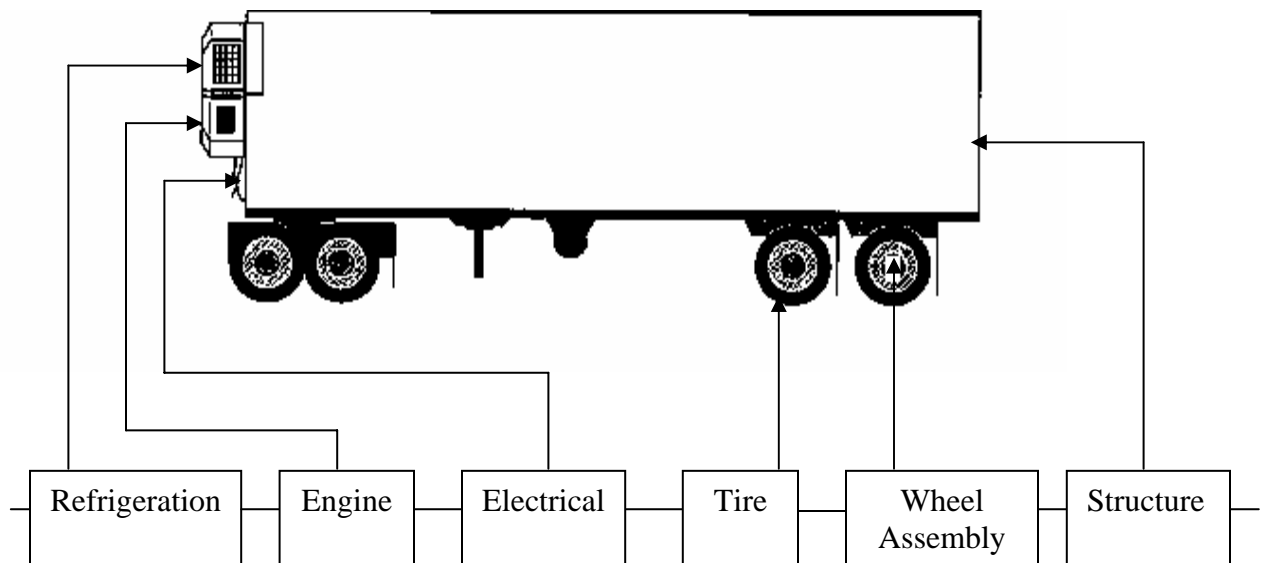 Refrigeration
Engine
Electrical
Tire
Wheel
Assembly
Structure